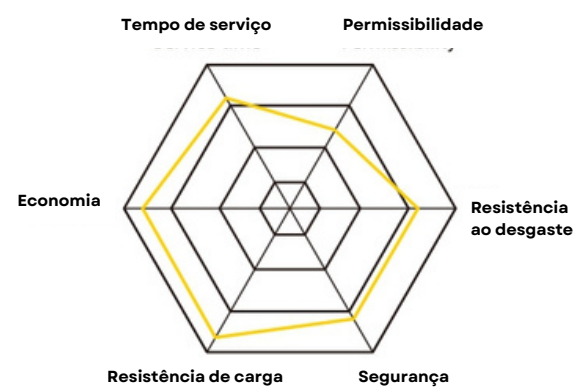 Tempo de serviço
Permissibilidade
Economia
Resistência
ao desgaste
Resistência de carga
Segurança